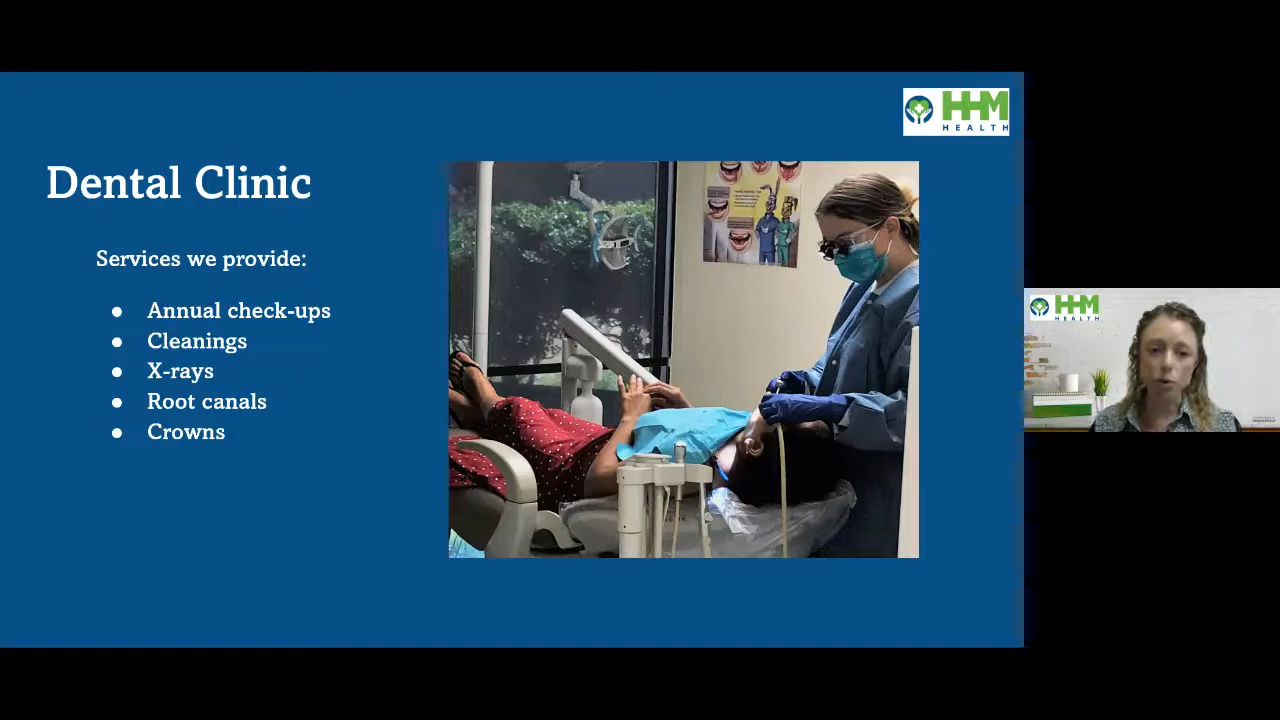 HHM
HEALTH
Dental Clinic
Services we provide:
● Annual check-ups
● Cleanings
● X-rays
● Root canals
● Crowns
HHM
HEALTH